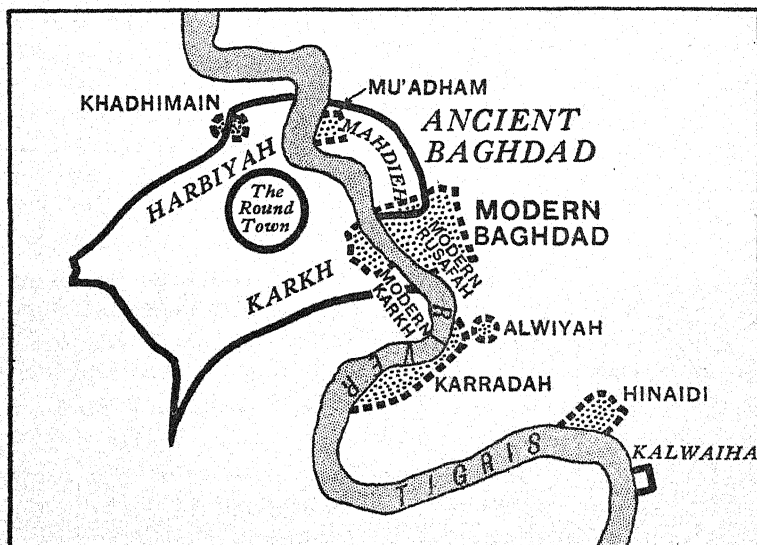 KHADHIMAIN
MU'ADHAM
MAHDIEH
ANCIENT
BAGHDAD
HARBIYAH
The
Round
Town
MODERN
BAGHDAD
MODERN
RUSAFAH
KARKH
MODERN
KARKH
ALWIYAH
RIVER
KARRADAH
HINAIDI
TIGRIS
KALWAIHA